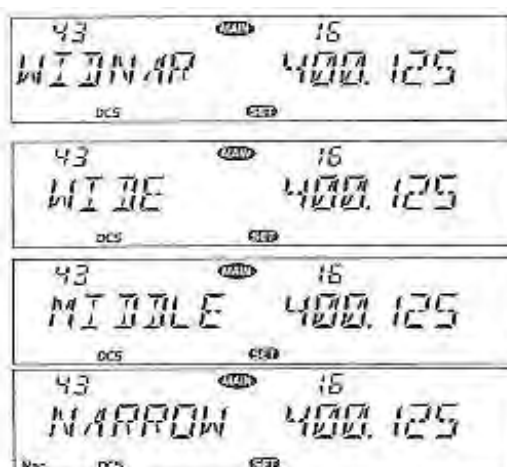 43 MAIN 16
WIDNAR 400.125
DCS SET
43 MAIN 16
WIDE 400.125
DCS SET
43 MAIN 16
MIDDLE 400.125
DCS SET
43 MAIN 16
NARROW 400.125
Nar DCS SET